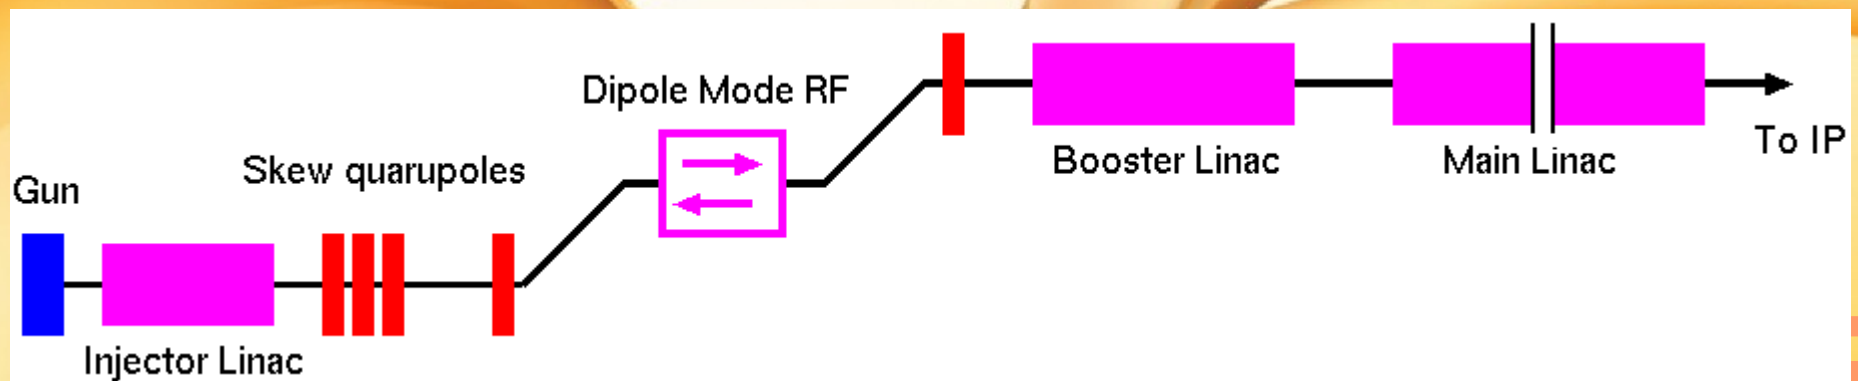 Gun
Injector Linac
Skew quarupoles
Dipole Mode RF
Booster Linac
Main Linac
To IP